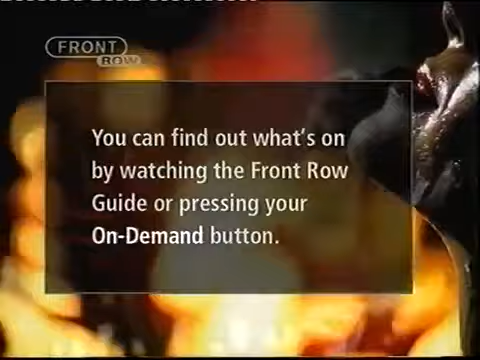 FRONT
ROW
You can find out what's on
by watching the Front Row
Guide or pressing your
On-Demand button.